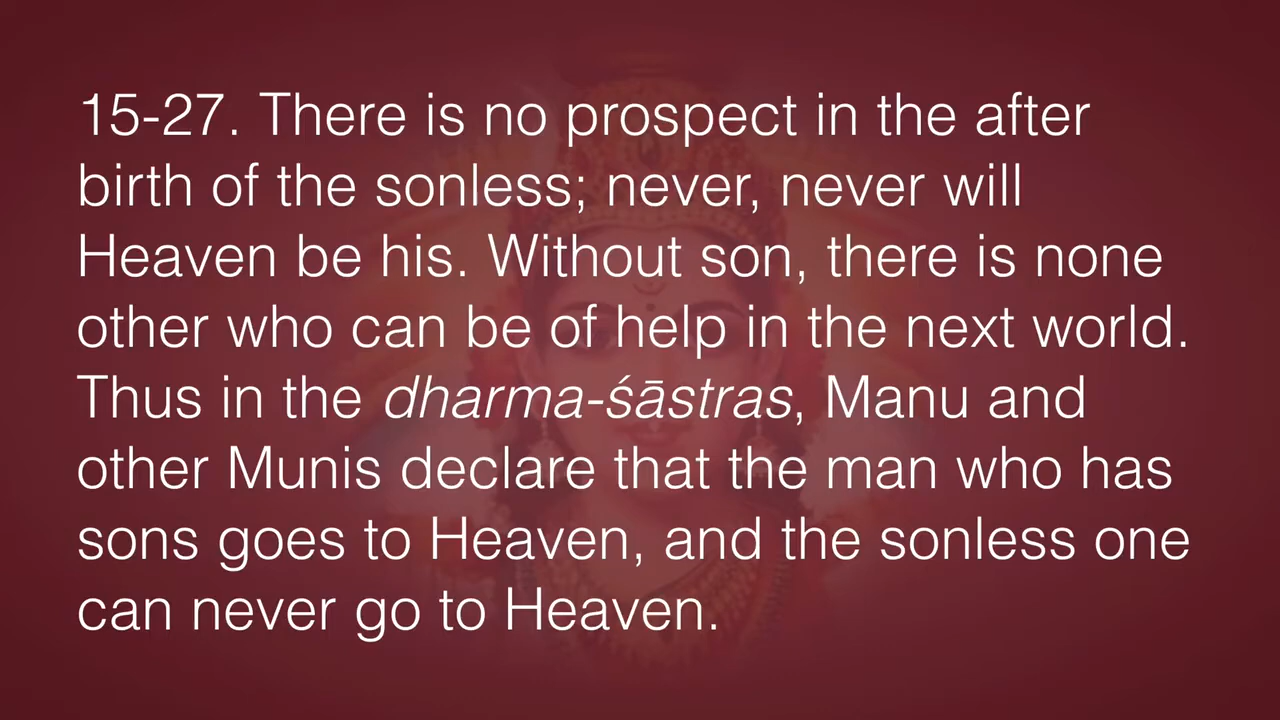 15-27. There is no prospect in the after
birth of the sonless; never, never will
Heaven be his. Without son, there is none
other who can be of help in the next world.
Thus in the dharma-śāstras, Manu and
other Munis declare that the man who has
sons goes to Heaven, and the sonless one
can never go to Heaven.